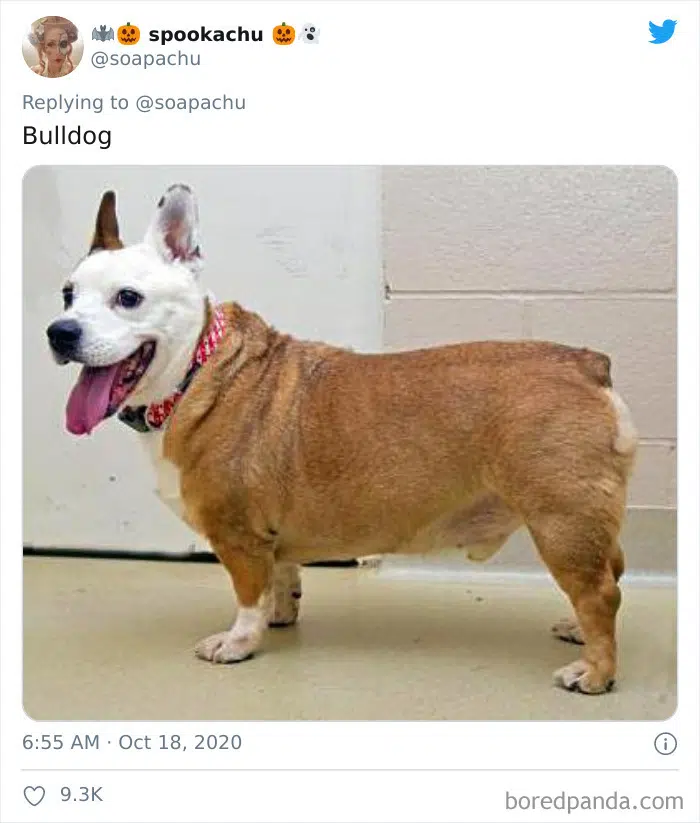 🦇🎃 spookachu 🎃👻
@soapachu
Replying to @soapachu
Bulldog
6:55 AM · Oct 18, 2020
9.3K
boredpanda.com